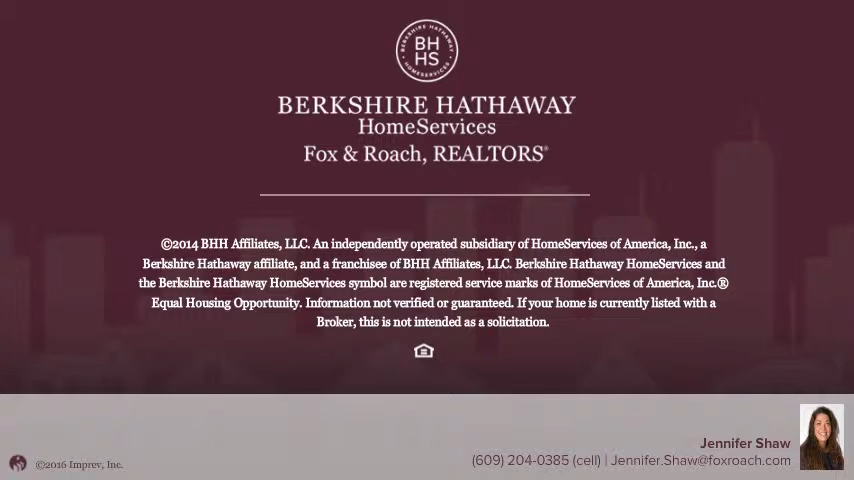 BERKSHIRE HATHAWAY
HOMESERVICES
BH
HS
BERKSHIRE HATHAWAY
HomeServices
Fox & Roach, REALTORS®
©2014 BHH Affiliates, LLC. An independently operated subsidiary of HomeServices of America, Inc., a
Berkshire Hathaway affiliate, and a franchisee of BHH Affiliates, LLC. Berkshire Hathaway HomeServices and
the Berkshire Hathaway HomeServices symbol are registered service marks of HomeServices of America, Inc.®
Equal Housing Opportunity. Information not verified or guaranteed. If your home is currently listed with a
Broker, this is not intended as a solicitation.
Jennifer Shaw
(609) 204-0385 (cell) | Jennifer.Shaw@foxroach.com
©2016 Imprev, Inc.